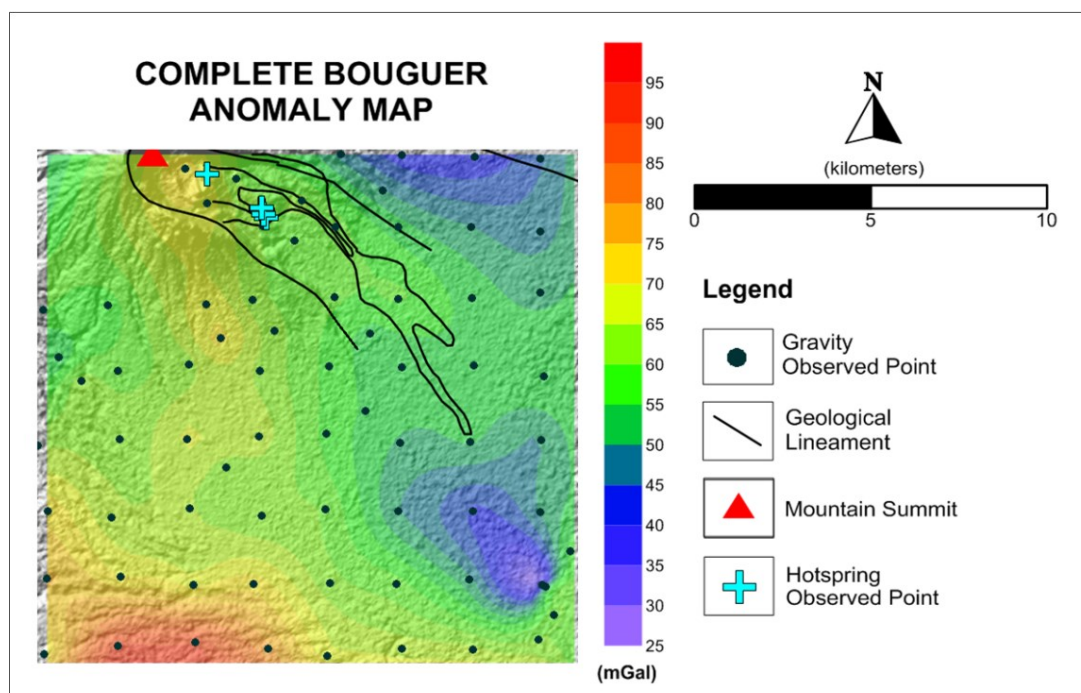 COMPLETE BOUGUER
ANOMALY MAP
95
90
85
80
75
70
65
60
55
50
45
40
35
30
25
(mGal)
N
(kilometers)
0 5 10
Legend
Gravity
Observed Point
Geological
Lineament
Mountain Summit
Hotspring
Observed Point